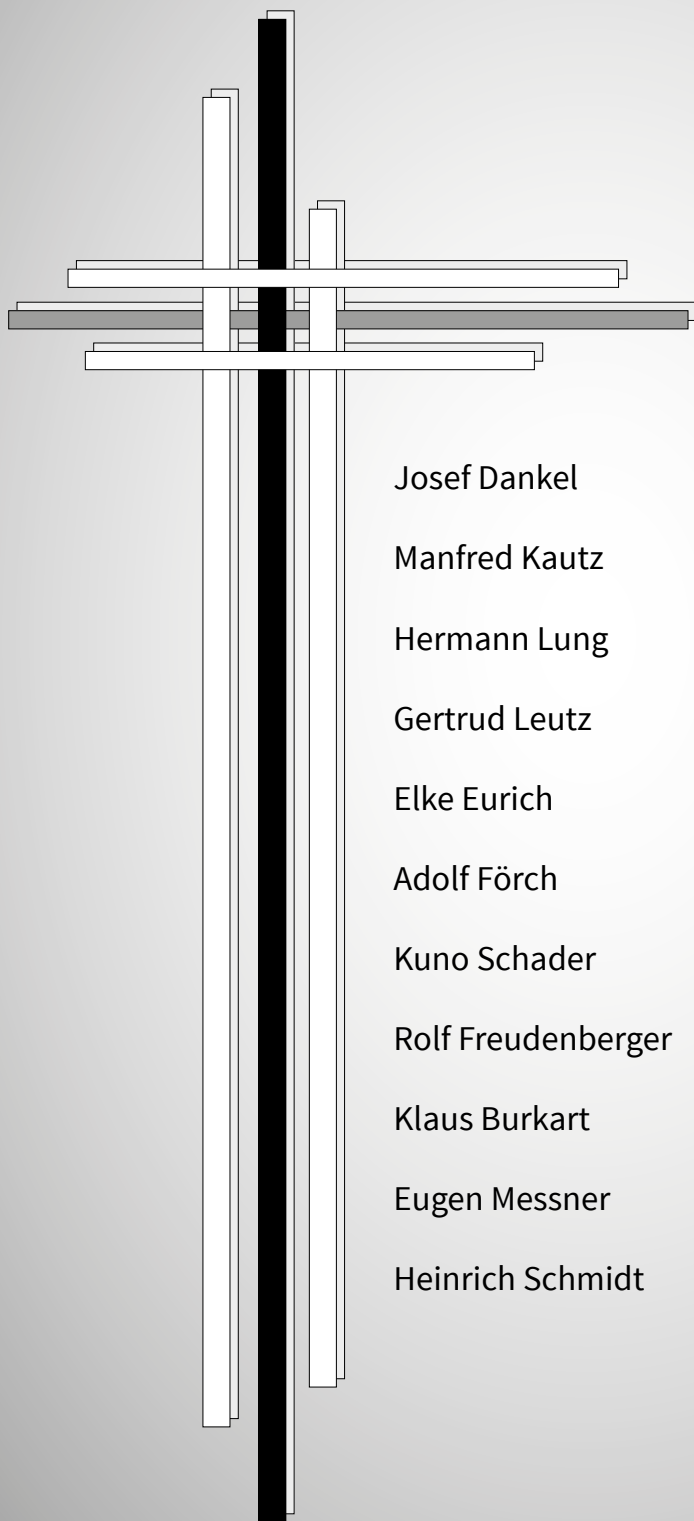 Josef Dankel
Manfred Kautz
Hermann Lung
Gertrud Leutz
Elke Eurich
Adolf Förch
Kuno Schader
Rolf Freudenberger
Klaus Burkart
Eugen Messner
Heinrich Schmidt